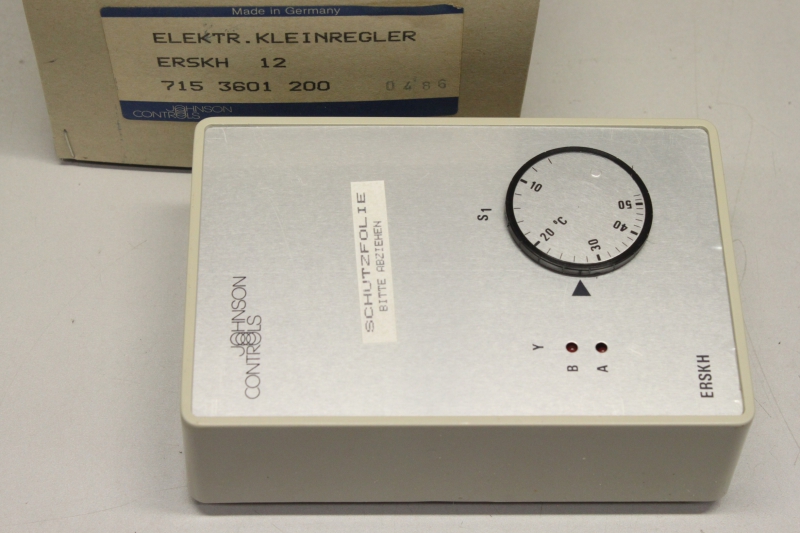 Made in Germany
ELEKTR.KLEINREGLER
ERSKH 12
715 3601 200
JOHNSON
CONTROLS
SCHUTZFOLIE
BITTE ABZIEHEN
JOHNSON
CONTROLS
S1
10
20 °C
30
40
50
Y
B
A
ERSKH